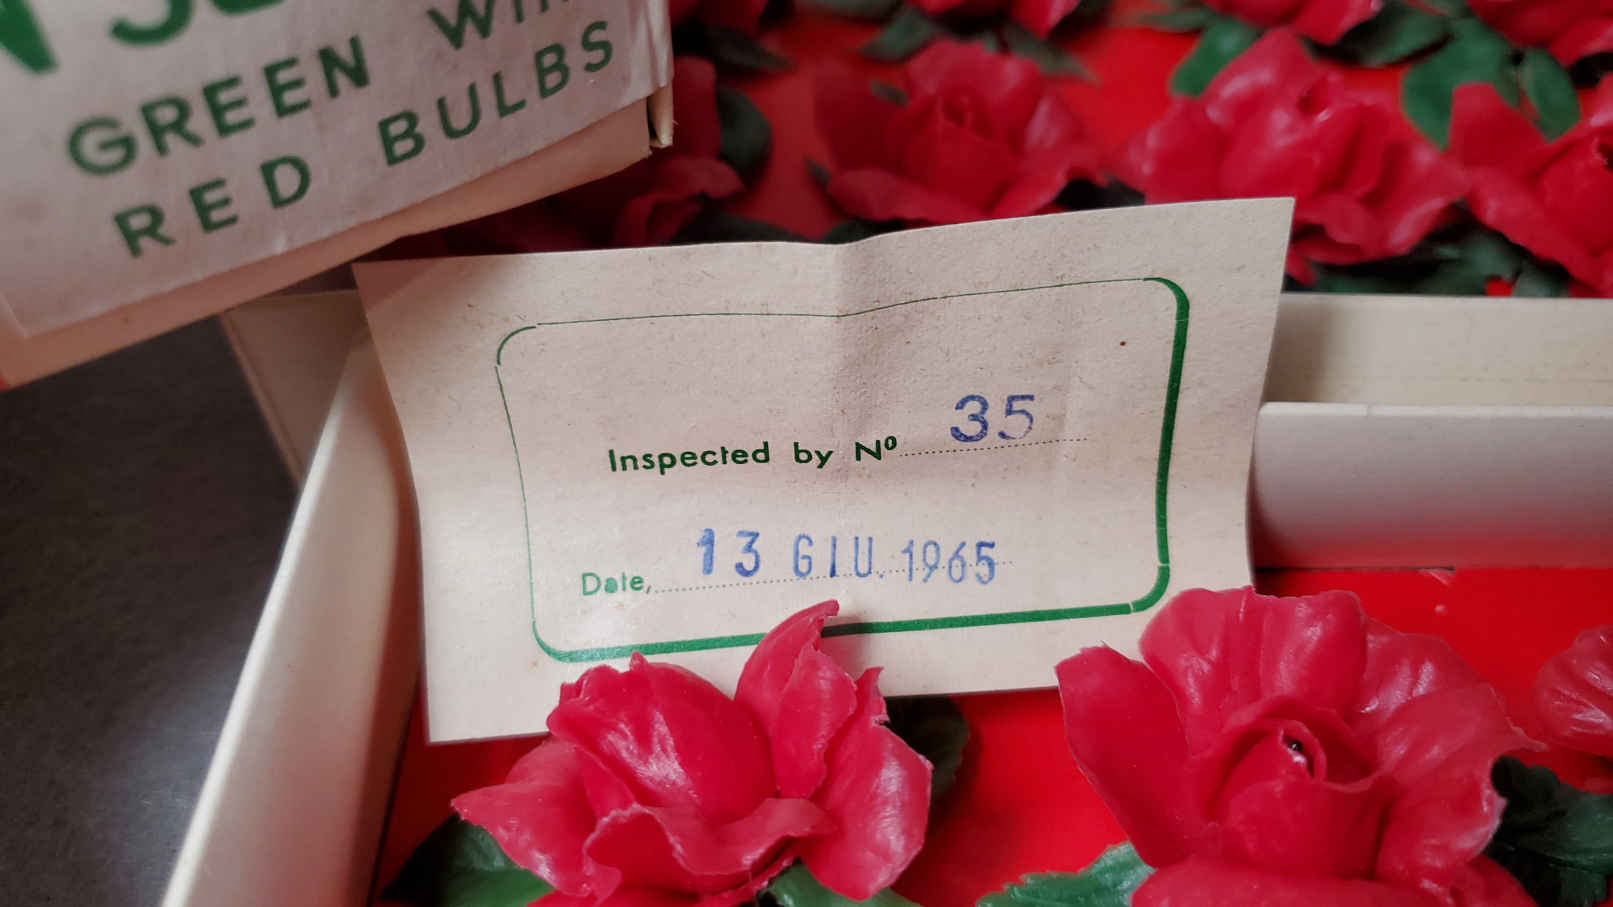 GREEN
RED BULBS
Inspected by Nº 35
Date, 13 GIU. 1965